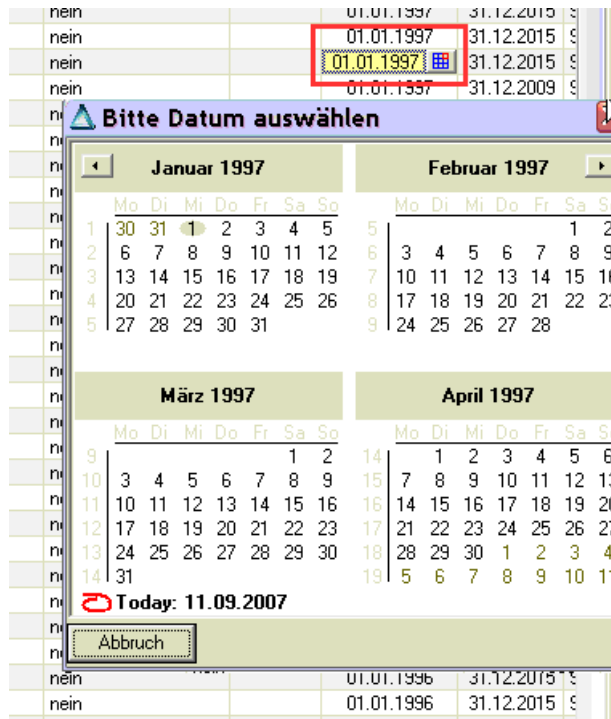 nein 01.01.1997 31.12.2015
nein 01.01.1997 31.12.2015
nein 01.01.1997 31.12.2015
nein 01.01.1997 31.12.2009
Bitte Datum auswählen
Januar 1997 Februar 1997
Mo Di Mi Do Fr Sa So Mo Di Mi Do Fr Sa
1 30 31 1 2 3 4 5 5 1 2
2 6 7 8 9 10 11 12 6 3 4 5 6 7 8 9
3 13 14 15 16 17 18 19 7 10 11 12 13 14 15
4 20 21 22 23 24 25 26 8 17 18 19 20 21 22
5 27 28 29 30 31 9 24 25 26 27 28
März 1997 April 1997
Mo Di Mi Do Fr Sa So Mo Di Mi Do Fr Sa
9 1 2 14 1 2 3 4 5 6
10 3 4 5 6 7 8 9 15 7 8 9 10 11 12
11 10 11 12 13 14 15 16 16 14 15 16 17 18 19
12 17 18 19 20 21 22 23 17 21 22 23 24 25 26
13 24 25 26 27 28 29 30 18 28 29 30 1 2 3 4
14 31 19 5 6 7 8 9 10
Today: 11.09.2007
Abbruch
nein 01.01.1996 31.12.2015
nein 01.01.1996 31.12.2015